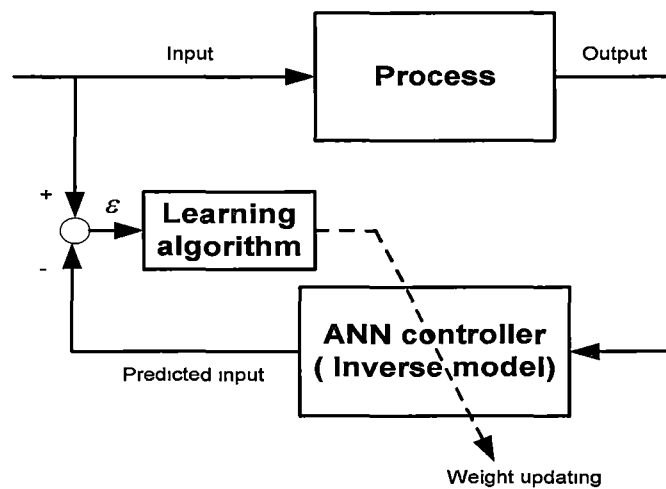 Input
Process
Output
+
ε
Learning
algorithm
-
ANN controller
( Inverse model)
Predicted input
Weight updating